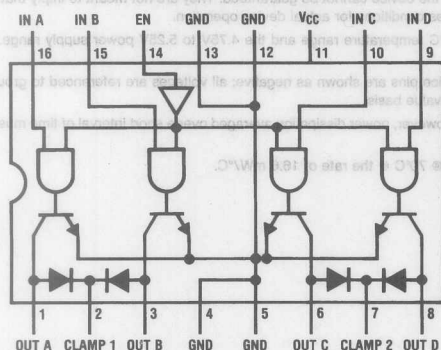 IN A IN B EN GND GND VCC IN C IN D
16 15 14 13 12 11 10 9
1 2 3 4 5 6 7 8
OUT A CLAMP 1 OUT B GND GND OUT C CLAMP 2 OUT D